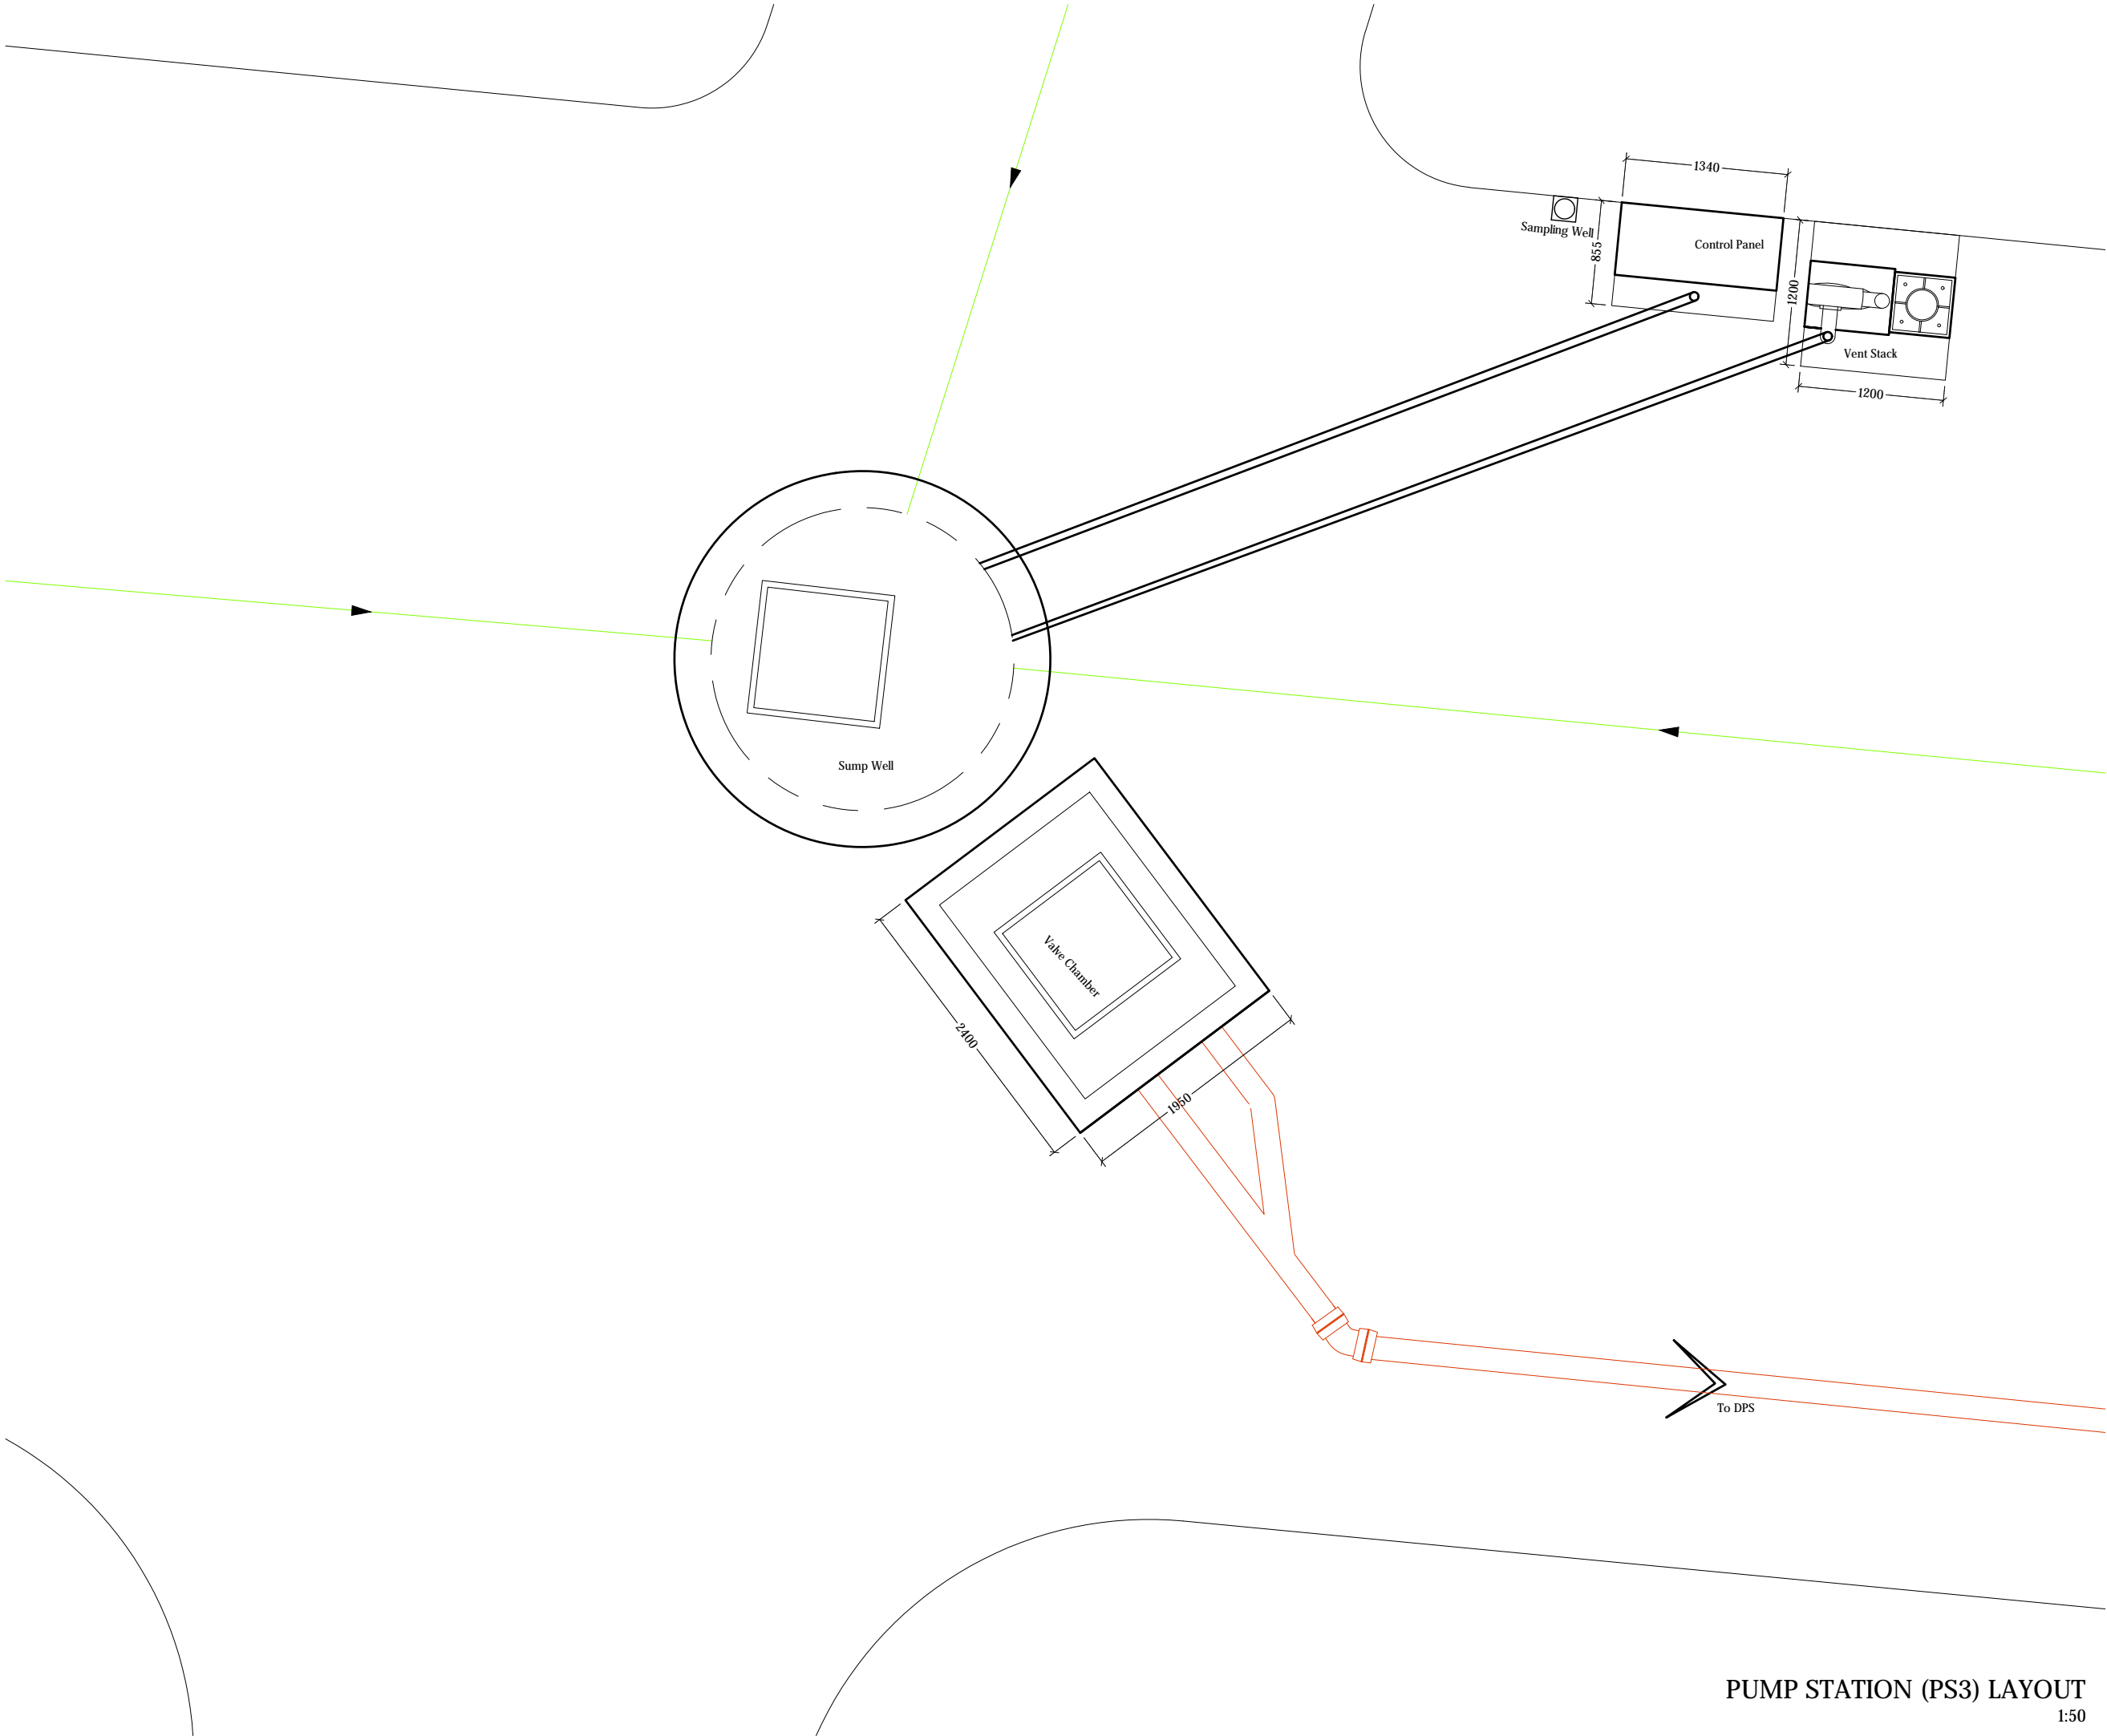 1340
Sampling Well
855
Control Panel
1200
Vent Stack
1200
Sump Well
Valve Chamber
2400
1950
To DPS
PUMP STATION (PS3) LAYOUT
1:50